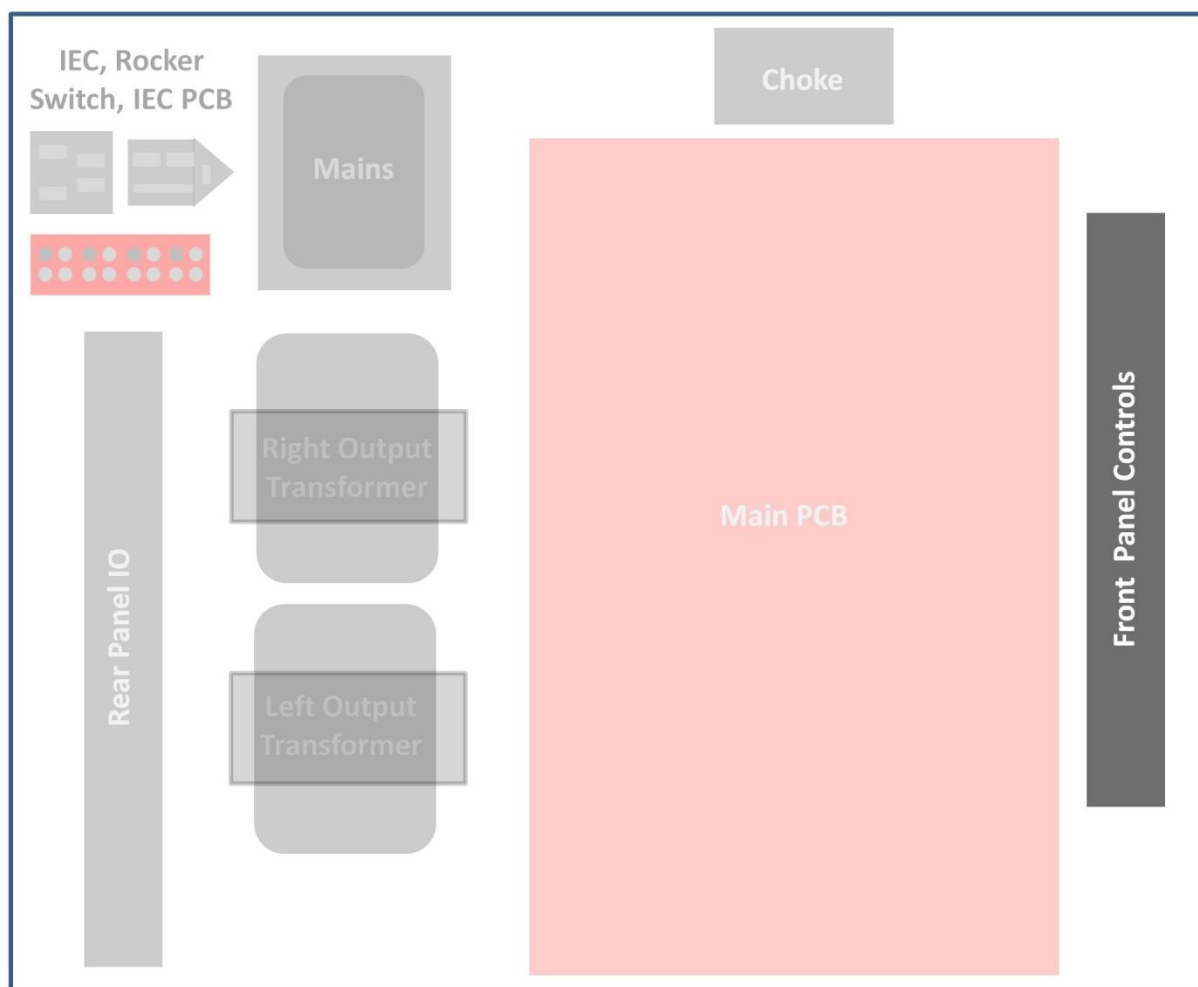 IEC, Rocker
Switch, IEC PCB
Mains
Choke
Right Output
Transformer
Left Output
Transformer
Rear Panel IO
Main PCB
Front Panel Controls